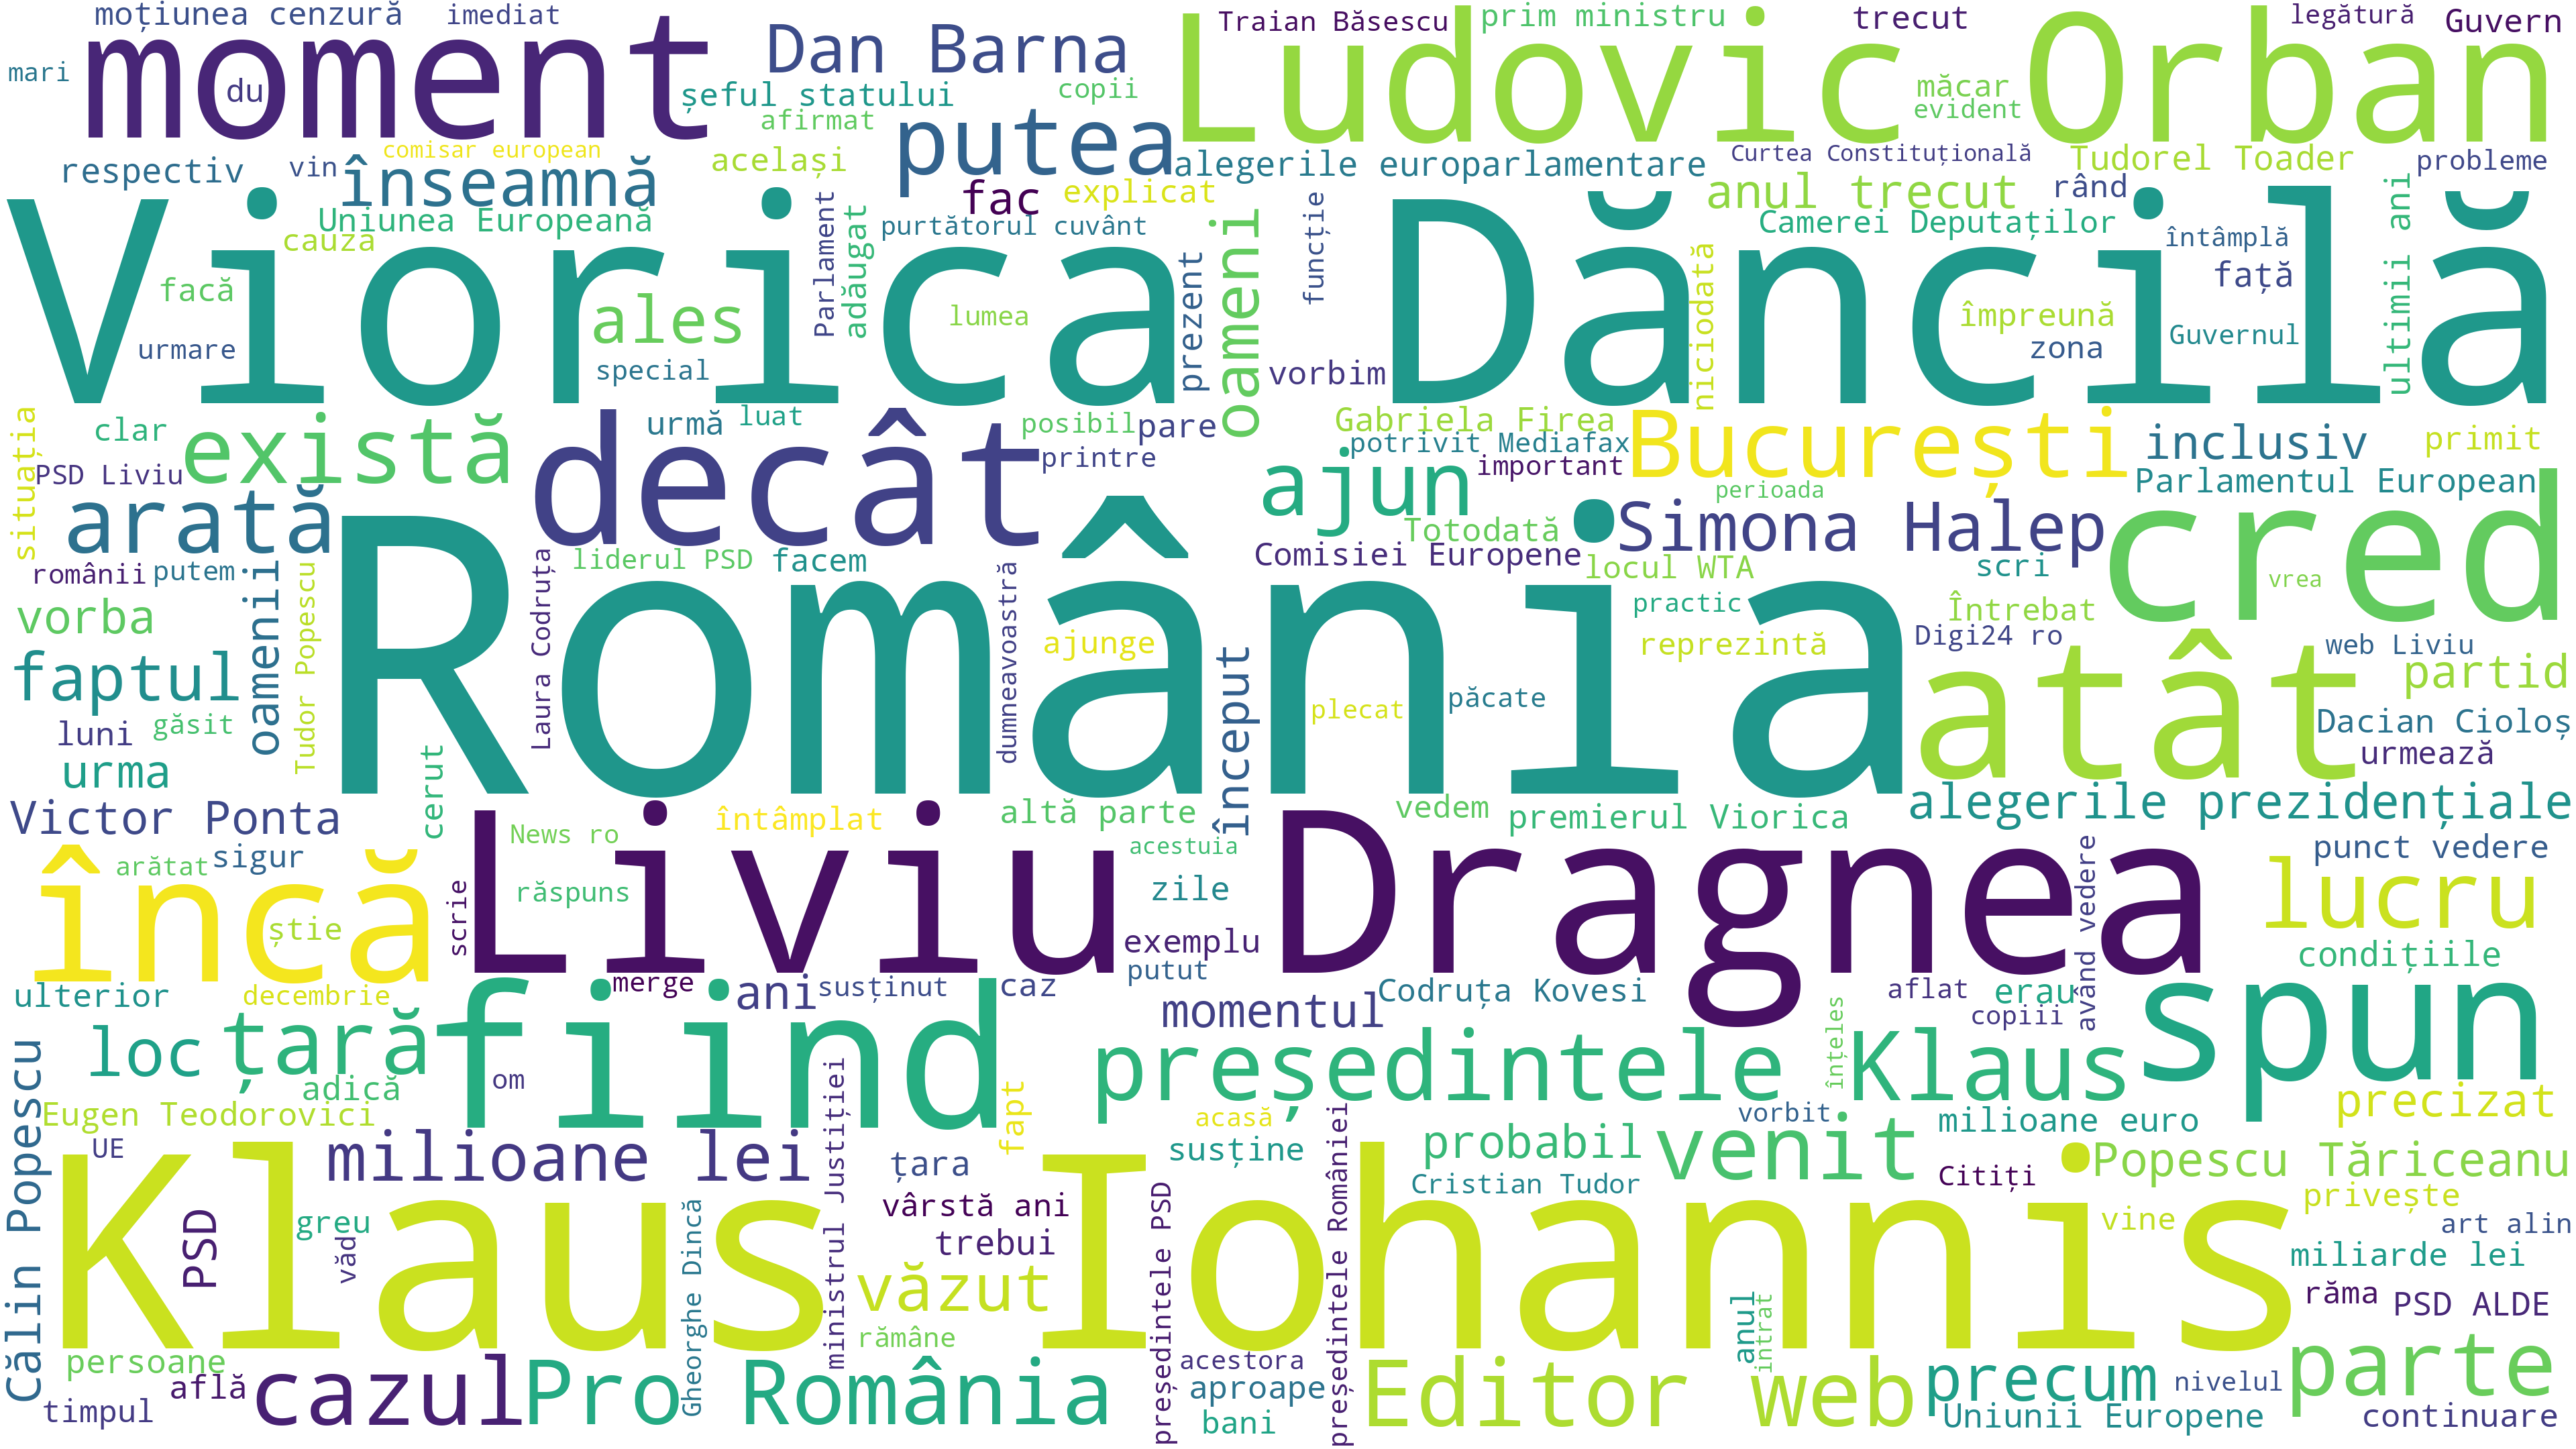 moțiunea cenzură
imediat
Traian Băsescu
prim ministru
trecut
legătură
Guvern
moment
Dan Barna
Ludovic Orban
mari
du
șeful statului
copii
măcar
evident
afirmat
putea
respectiv
vin
comisar european
înseamnă
același
alegerile europarlamentare
Curtea Constituțională
Tudorel Toader
probleme
fac
explicat
anul trecut
rând
Uniunea Europeană
purtătorul cuvânt
Camerei Deputaților
cauza
Parlament
adăugat
prezent
oameni
funcție
niciodată
întâmplă
ultimii ani
Viorica Dăncilă
facă
ales
lumea
împreună
față
urmare
special
vorbim
zona
Guvernul
situația
clar
există
decât
urmă
luat
posibil
pare
Gabriela Firea
București
inclusiv
primit
PSD Liviu
printre
potrivit Mediafax
important
ajun
Parlamentul European
arată
perioada
Totodată
Simona Halep
cred
românii
putem
oamenii
Tudor Popescu
Laura Codruța
liderul PSD
facem
dumneavoastră
Comisiei Europene
locul WTA
scri
vrea
vorba
practic
Întrebat
România
ajunge
început
reprezintă
Digi24 ro
atât
web Liviu
faptul
partid
luni
găsit
plecat
păcate
Dacian Cioloș
urma
cerut
urmează
Victor Ponta
News ro
întâmplat
altă parte
vedem
premierul Viorica
alegerile prezidențiale
arătat
sigur
acestuia
punct vedere
încă
Liviu Dragnea
lucru
știe
scrie
răspuns
zile
având vedere
exemplu
condițiile
ulterior
decembrie
merge
ani
susținut
caz
putut
Codruța Kovesi
aflat
erau
loc
țară
fiind
momentul
copiii
spun
Călin Popescu
adică
om
președintele Klaus
înțeles
Eugen Teodorovici
fapt
acasă
vorbit
milioane euro
precizat
UE
milioane lei
ministrul Justiției
țara
susține
probabil
venit
Popescu Tăriceanu
Klaus Iohannis
PSD
greu
văd
Gheorghe Dincă
vârstă ani
trebui
președintele PSD
președintele României
Cristian Tudor
Citiți
privește
vine
art alin
văzut
miliarde lei
rămâne
anul
intrat
răma
PSD ALDE
persoane
află
cazul
Pro România
acestora
aproape
Editor web
precum
nivelul
parte
timpul
bani
Uniunii Europene
continuare